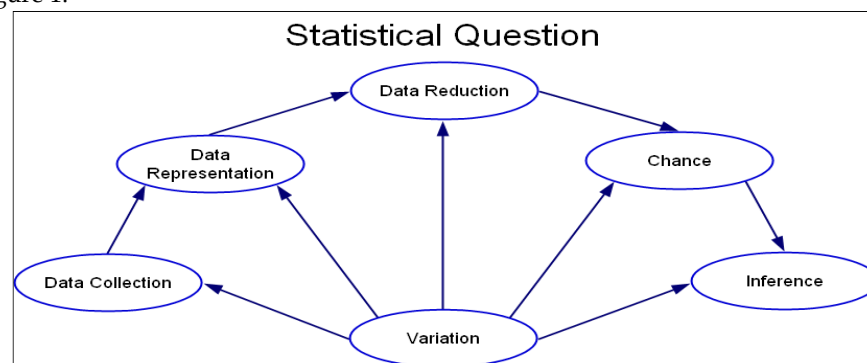 gure 1.
Statistical Question
Data Reduction
Data
Representation
Chance
Data Collection
Inference
Variation